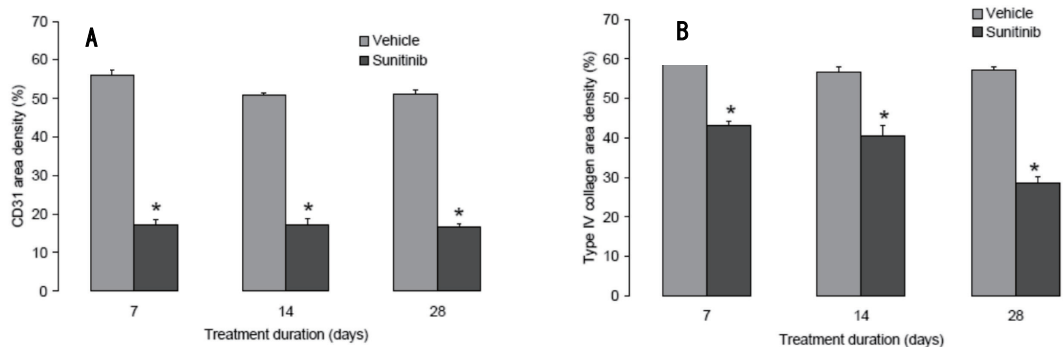 A
Vehicle
Sunitinib
CD31 area density (%)
70
60
50
40
30
20
10
0
*
*
*
7
14
28
Treatment duration (days)
B
Vehicle
Sunitinib
Type IV collagen area density (%)
70
60
50
40
30
20
10
0
*
*
*
7
14
28
Treatment duration (days)